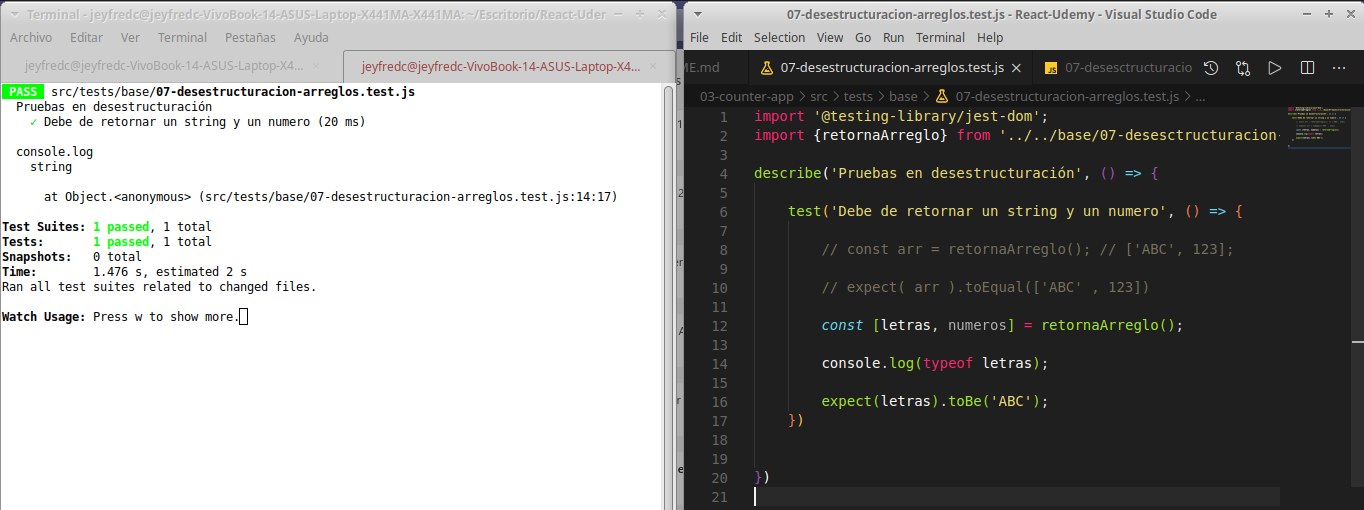 Terminal - jeyfredc@jeyfredc-VivoBook-14-ASUS-Laptop-X441MA-X441MA: ~/Escritorio/React-Uder
Archivo Editar Ver Terminal Pestañas Ayuda
jeyfredc@jeyfredc-VivoBook-14-ASUS-Laptop-X4...
jeyfredc@jeyfredc-VivoBook-14-ASUS-Laptop-X4...
PASS src/tests/base/07-desestructuracion-arreglos.test.js
Pruebas en desestructuración
✓ Debe de retornar un string y un numero (20 ms)
console.log
string
at Object.<anonymous> (src/tests/base/07-desestructuracion-arreglos.test.js:14:17)
Test Suites: 1 passed, 1 total
Tests: 1 passed, 1 total
Snapshots: 0 total
Time: 1.476 s, estimated 2 s
Ran all test suites related to changed files.
Watch Usage: Press w to show more.
07-desestructuracion-arreglos.test.js - React-Udemy - Visual Studio Code
File Edit Selection View Go Run Terminal Help
ME.md
07-desestructuracion-arreglos.test.js
JS 07-desesctructuracio
03-counter-app > src > tests > base > 07-desestructuracion-arreglos.test.js > ...
1 import '@testing-library/jest-dom';
2 import {retornaArreglo} from '../../base/07-desesctructuracion-
3
4 describe('Pruebas en desestructuración', () => {
5
6 test('Debe de retornar un string y un numero', () => {
7
8 // const arr = retornaArreglo(); // ['ABC', 123];
9
10 // expect( arr ).toEqual(['ABC' , 123])
11
12 const [letras, numeros] = retornaArreglo();
13
14 console.log(typeof letras);
15
16 expect(letras).toBe('ABC');
17 })
18
19
20 })
21